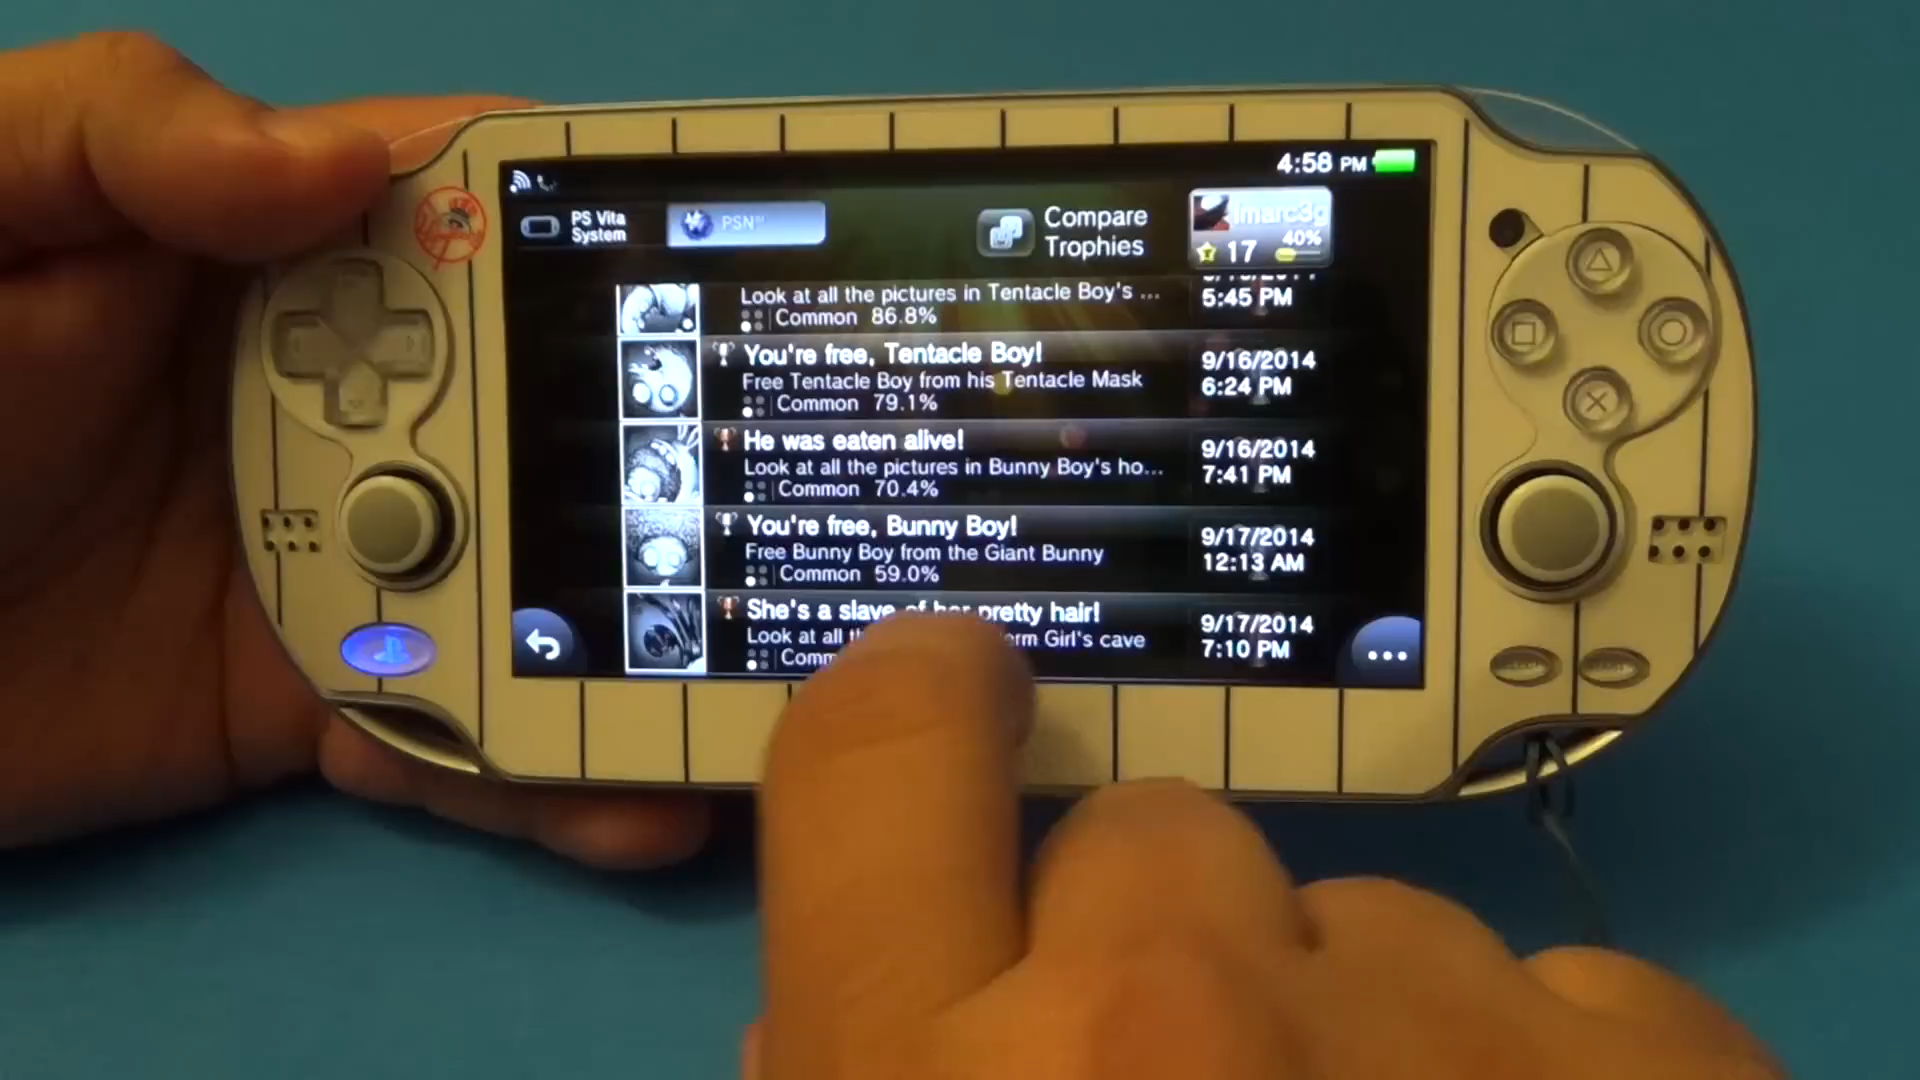 4:58 PM
PS Vita
System
PSN
Compare
Trophies
imarc3g
40%
17
Look at all the pictures in Tentacle Boy's ...
Common 86.8%
5:45 PM
You're free, Tentacle Boy!
Free Tentacle Boy from his Tentacle Mask
Common 79.1%
9/16/2014
6:24 PM
He was eaten alive!
Look at all the pictures in Bunny Boy's ho...
Common 70.4%
9/16/2014
7:41 PM
You're free, Bunny Boy!
Free Bunny Boy from the Giant Bunny
Common 59.0%
9/17/2014
12:13 AM
She's a slave of her pretty hair!
Look at all
Girl's cave
9/17/2014
7:10 PM
SELECT